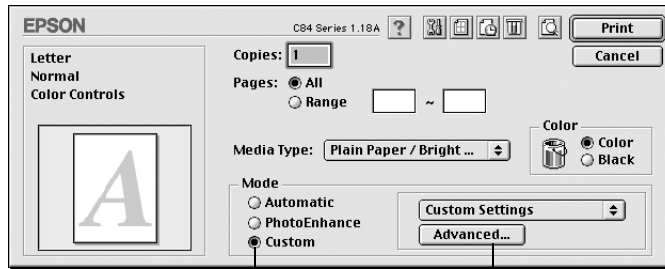 EPSON
C84 Series 1.18A
?
Print
Cancel
Letter
Normal
Color Controls
A
Copies: 1
Pages: All
Range ~
Media Type: Plain Paper / Bright ...
Color
Color
Black
Mode
Automatic
PhotoEnhance
Custom
Custom Settings
Advanced...